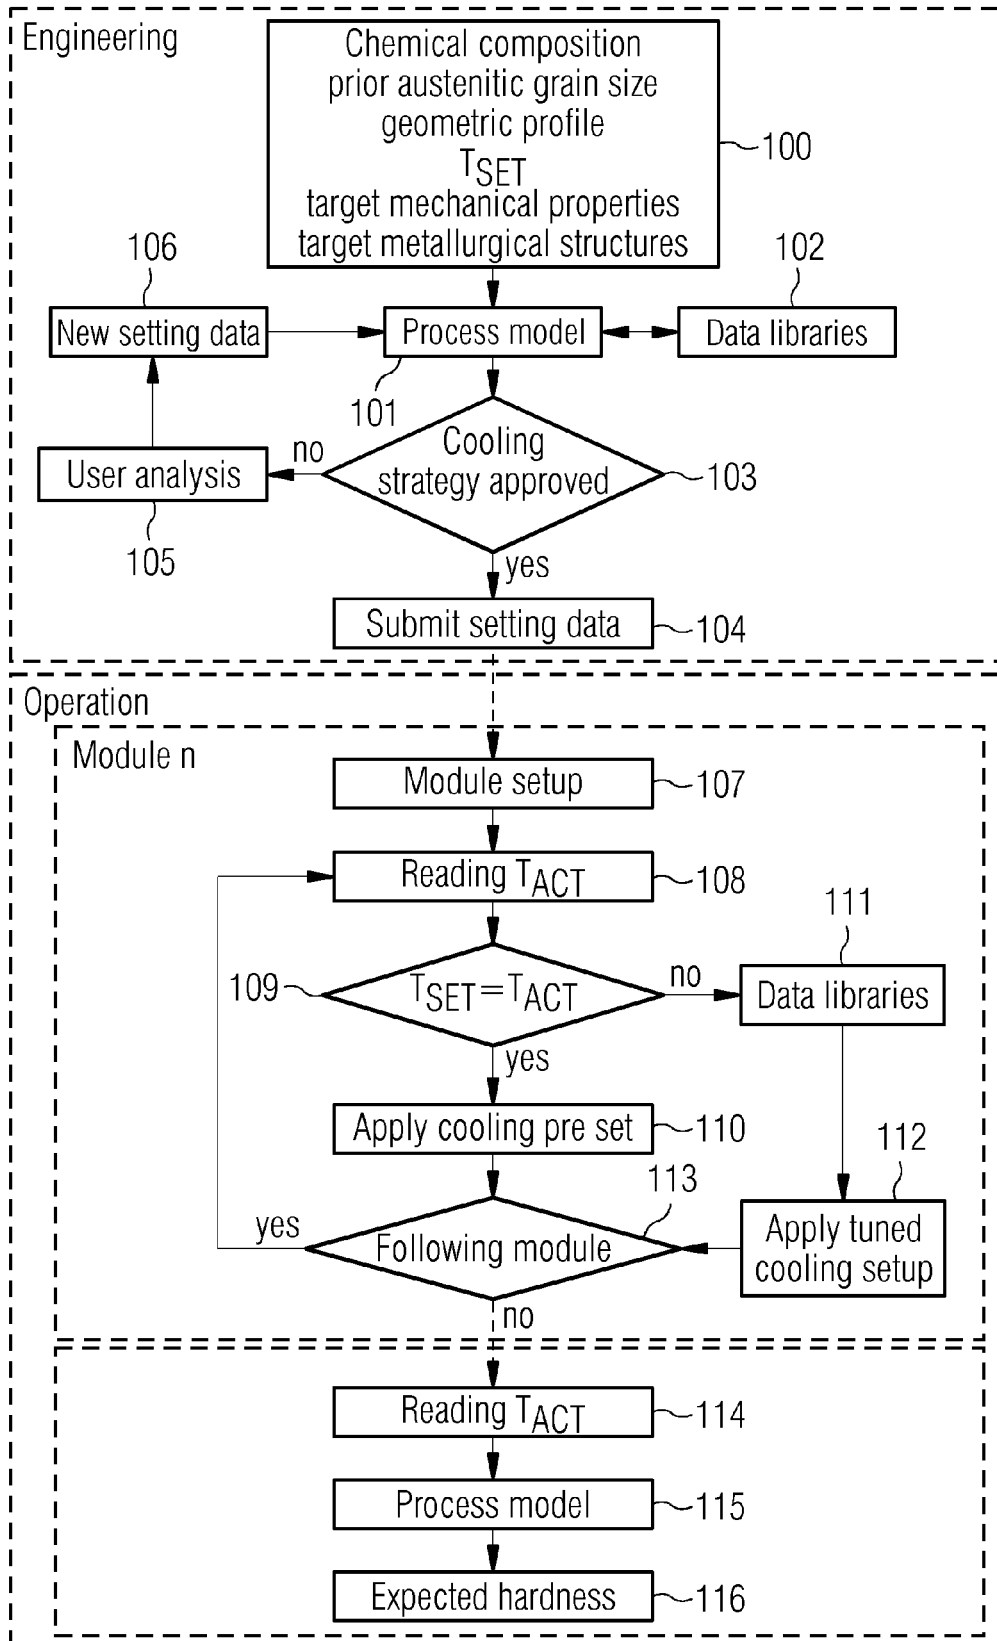 Engineering
Chemical composition
prior austenitic grain size
geometric profile
TSET
target mechanical properties
target metallurgical structures
100
106
102
New setting data
Process model
Data libraries
101
Cooling
strategy approved
no
103
User analysis
105
yes
Submit setting data
104
Operation
Module n
Module setup
107
Reading TACT
108
111
109
TSET=TACT
no
Data libraries
yes
Apply cooling pre set
110
112
113
yes
Following module
Apply tuned
cooling setup
no
Reading TACT
114
Process model
115
Expected hardness
116